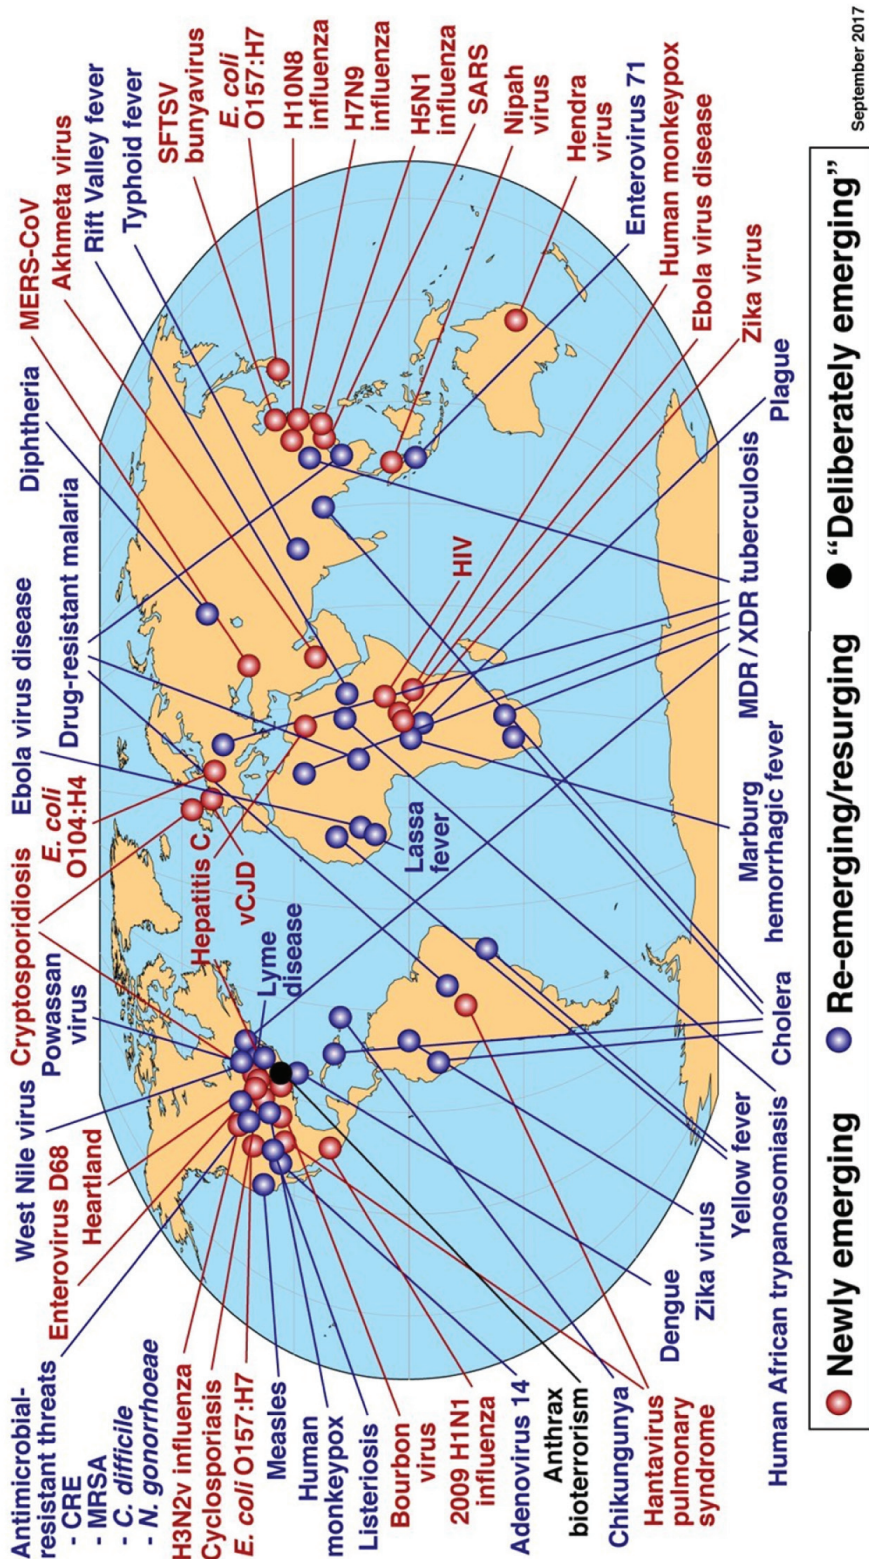 Antimicrobial-
resistant threats
- CRE
- MRSA
- C. difficile
- N. gonorrhoeae
H3N2v influenza
Cyclosporiasis
E. coli O157:H7
Measles
Human
monkeypox
Listeriosis
Bourbon
virus
2009 H1N1
influenza
Adenovirus 14
Anthrax
bioterrorism
Chikungunya
Hantavirus
pulmonary
syndrome
Enterovirus D68
Heartland
West Nile virus
Powassan
virus
Cryptosporidiosis
E. coli
O104:H4
Hepatitis C
vCJD
Lyme
disease
Ebola virus disease
Drug-resistant malaria
Diphtheria
MERS-CoV
Akhmeta virus
Rift Valley fever
Typhoid fever
SFTSV
bunyavirus
E. coli
O157:H7
H10N8
influenza
H7N9
influenza
H5N1
influenza
SARS
Nipah
virus
Hendra
virus
Enterovirus 71
Human monkeypox
Ebola virus disease
Zika virus
Plague
HIV
Lassa
fever
MDR / XDR tuberculosis
Marburg
hemorrhagic fever
Cholera
Dengue
Zika virus
Yellow fever
Human African trypanosomiasis
Newly emerging
Re-emerging/resurging
“Deliberately emerging”
September 2017